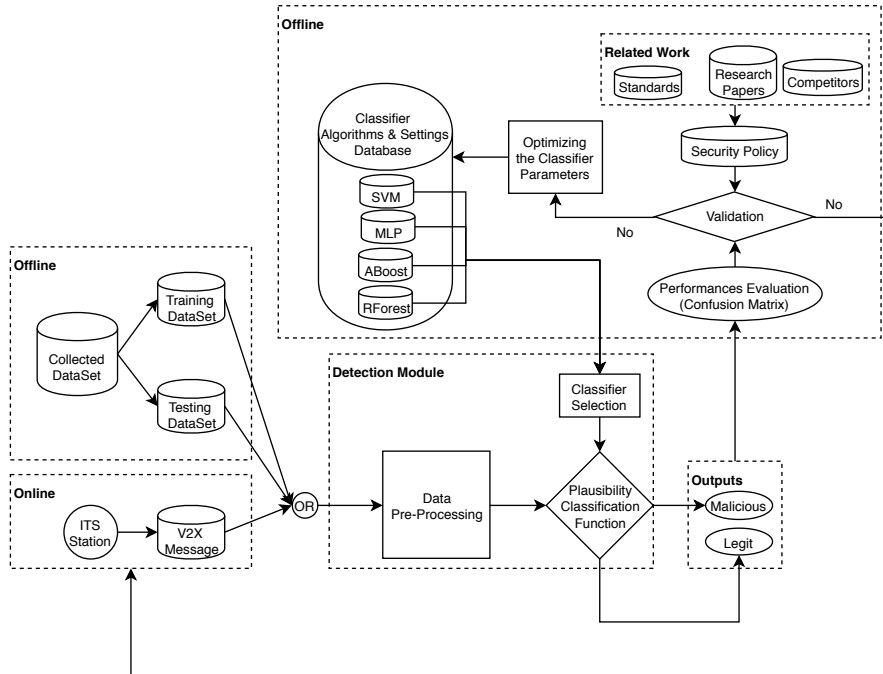 Offline
Related Work
Standards
Research
Papers
Competitors
Classifier
Algorithms & Settings
Database
SVM
MLP
ABoost
RForest
Optimizing
the Classifier
Parameters
Security Policy
Validation
No
No
Performances Evaluation
(Confusion Matrix)
Offline
Collected
DataSet
Training
DataSet
Testing
DataSet
Online
ITS
Station
V2X
Message
OR
Detection Module
Classifier
Selection
Data
Pre-Processing
Plausibility
Classification
Function
Outputs
Malicious
Legit